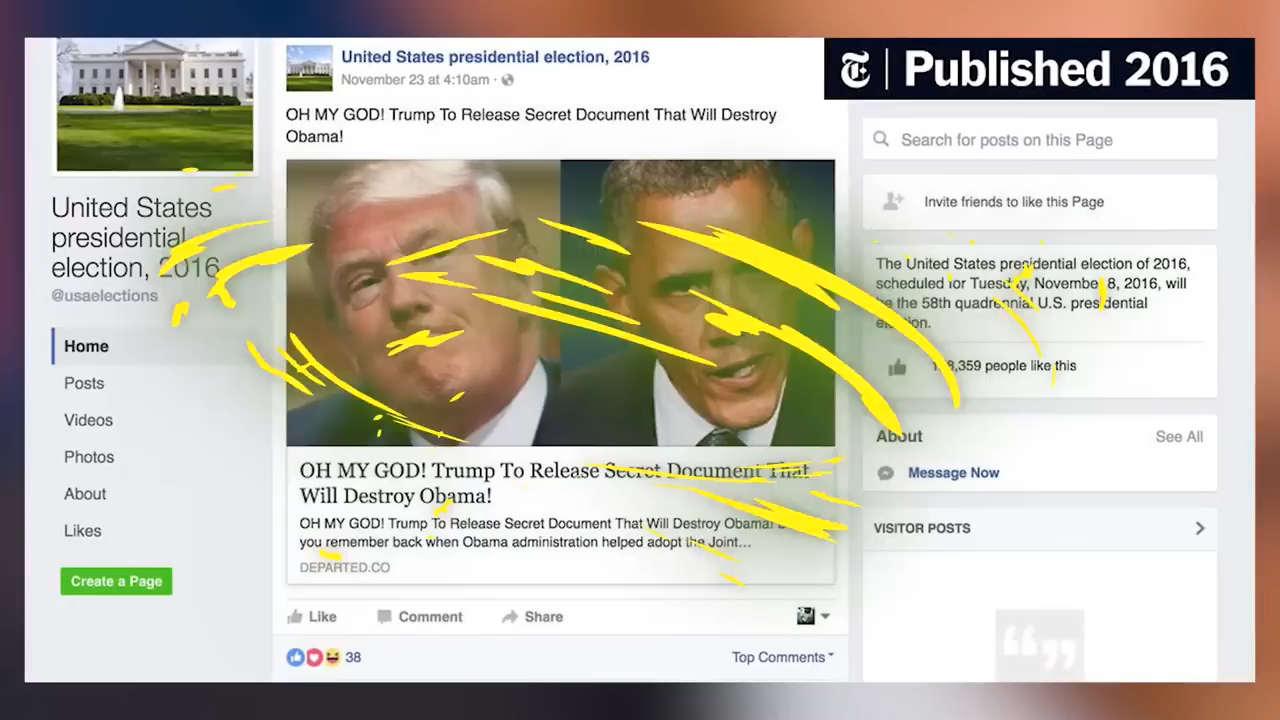 Published 2016
United States
presidential
election, 2016
@usaelections
Home
Posts
Videos
Photos
About
Likes
Create a Page
United States presidential election, 2016
November 23 at 4:10am
OH MY GOD! Trump To Release Secret Document That Will Destroy
Obama!
OH MY GOD! Trump To Release Secret Document That
Will Destroy Obama!
OH MY GOD! Trump To Release Secret Document That Will Destroy Obama!
you remember back when Obama administration helped adopt the Joint...
DEPARTED.CO
Like
Comment
Share
38
Top Comments
Search for posts on this Page
Invite friends to like this Page
The United States presidential election of 2016,
scheduled for Tuesday, November 8, 2016, will
be the 58th quadrennial U.S. presidential
election.
people like this
About
See All
Message Now
VISITOR POSTS